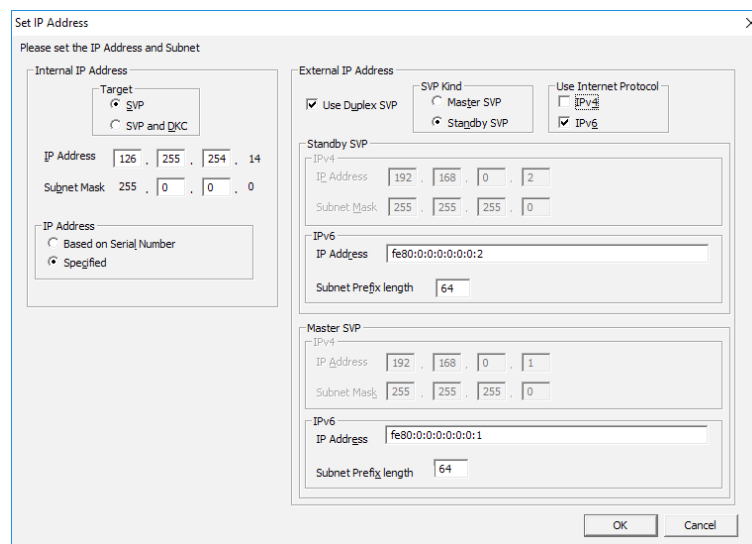 Set IP Address
Please set the IP Address and Subnet
Internal IP Address
Target
SVP
SVP and DKC
IP Address 126 . 255 . 254 . 14
Subnet Mask 255 . 0 . 0 . 0
IP Address
Based on Serial Number
Specified
External IP Address
Use Duplex SVP
SVP Kind
Master SVP
Standby SVP
Use Internet Protocol
IPv4
IPv6
Standby SVP
IPv4
IP Address 192 . 168 . 0 . 2
Subnet Mask 255 . 255 . 255 . 0
IPv6
IP Address fe80:0:0:0:0:0:0:2
Subnet Prefix length 64
Master SVP
IPv4
IP Address 192 . 168 . 0 . 1
Subnet Mask 255 . 255 . 255 . 0
IPv6
IP Address fe80:0:0:0:0:0:0:1
Subnet Prefix length 64
OK Cancel